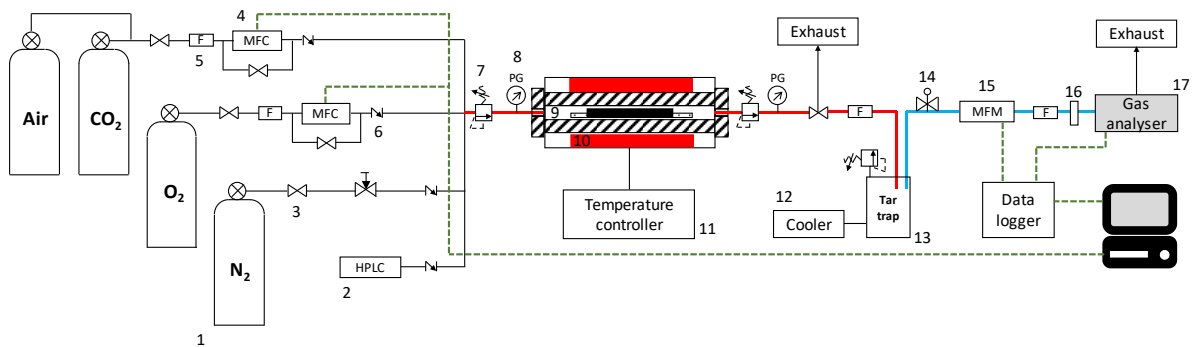 4
MFC
F
5
Air
CO2
MFC
F
6
O2
3
N2
HPLC
2
1
7
8
PG
9
10
Temperature
controller
11
PG
Exhaust
F
12
Cooler
Tar
trap
13
14
15
MFM
F
16
Exhaust
17
Gas
analyser
Data
logger